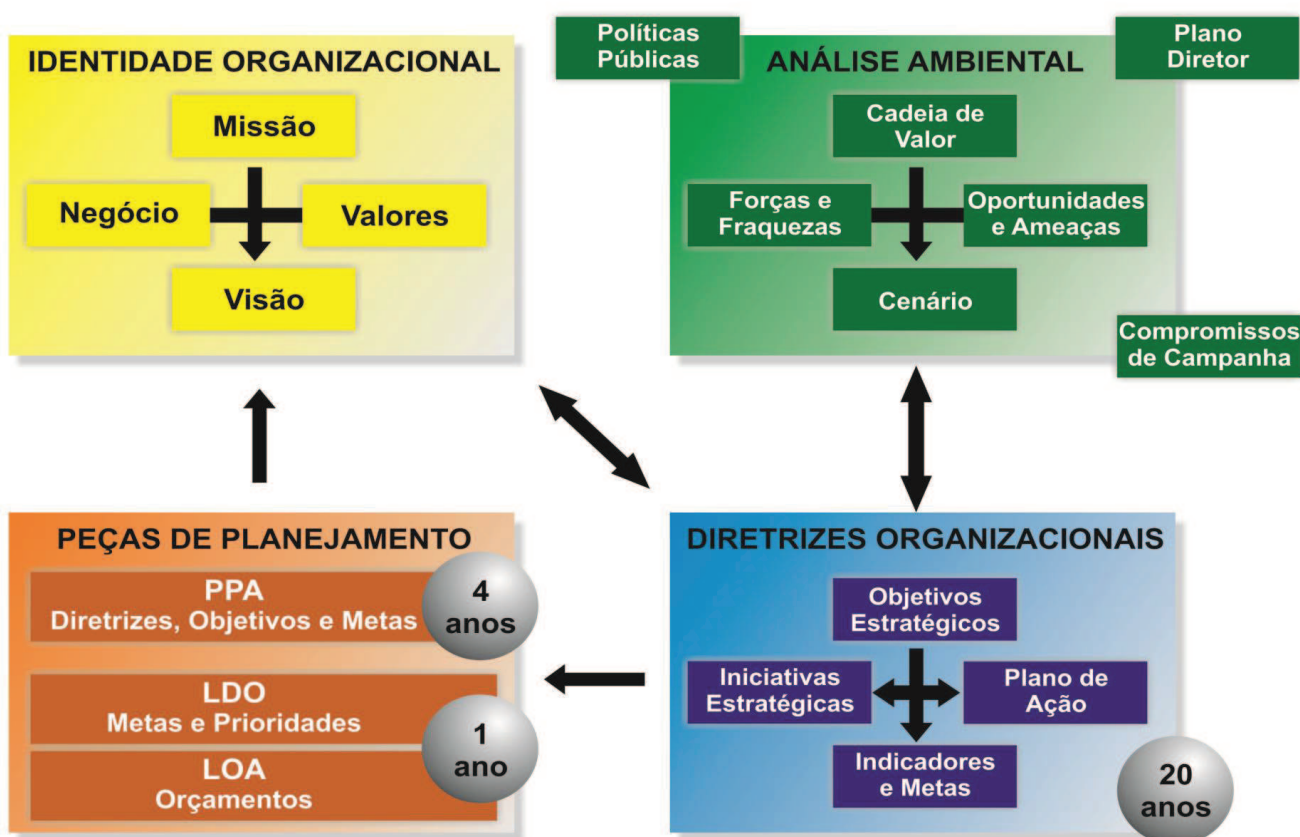 IDENTIDADE ORGANIZACIONAL
Missão
Negócio
Valores
Visão
Políticas
Públicas
ANÁLISE AMBIENTAL
Plano
Diretor
Cadeia de
Valor
Forças e
Fraquezas
Oportunidades
e Ameaças
Cenário
Compromissos
de Campanha
PEÇAS DE PLANEJAMENTO
PPA
Diretrizes, Objetivos e Metas
4
anos
LDO
Metas e Prioridades
1
ano
LOA
Orçamentos
DIRETRIZES ORGANIZACIONAIS
Objetivos
Estratégicos
Iniciativas
Estratégicas
Plano de
Ação
Indicadores
e Metas
20
anos